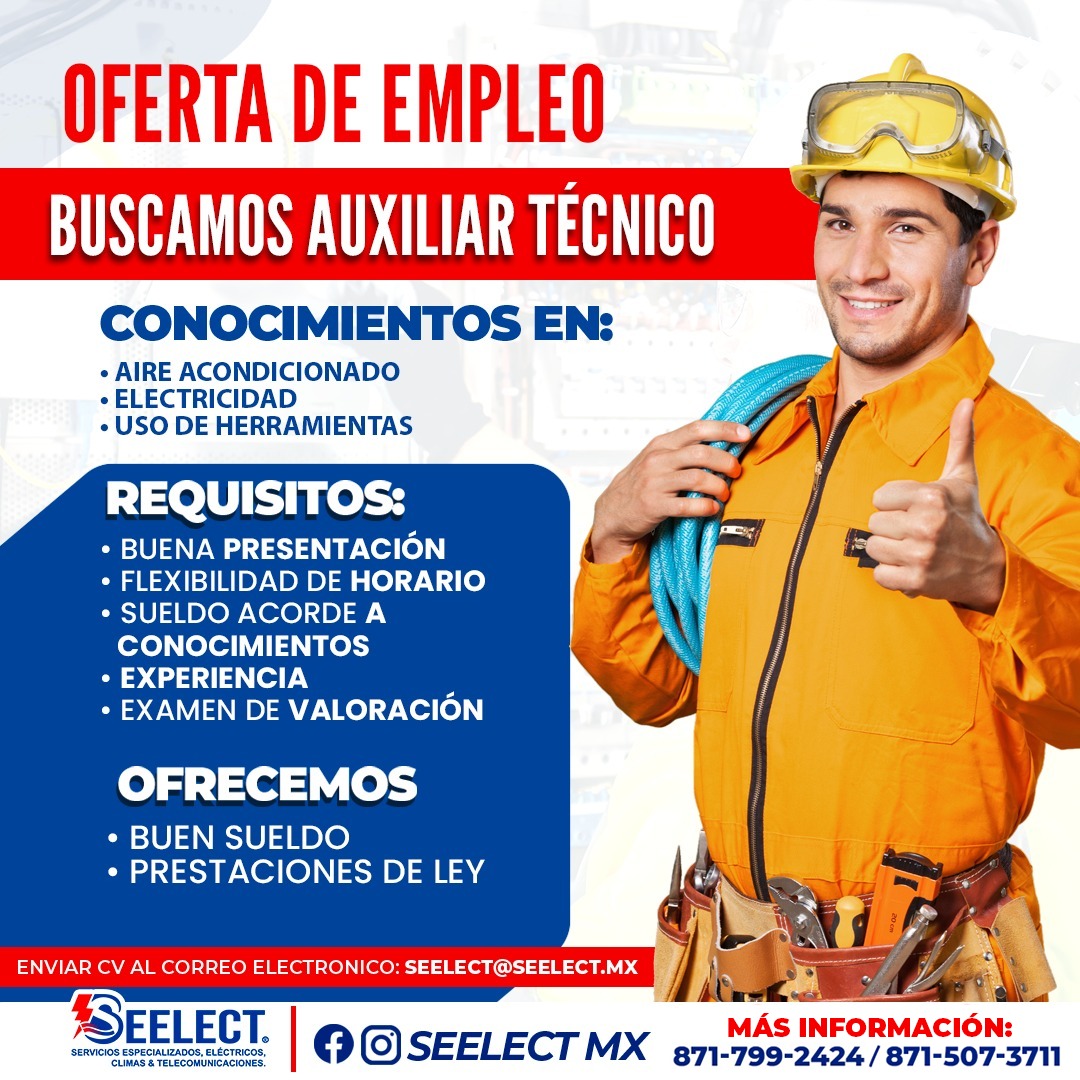 OFERTA DE EMPLEO
BUSCAMOS AUXILIAR TÉCNICO
CONOCIMIENTOS EN:
• AIRE ACONDICIONADO
• ELECTRICIDAD
• USO DE HERRAMIENTAS
REQUISITOS:
• BUENA PRESENTACIÓN
• FLEXIBILIDAD DE HORARIO
• SUELDO ACORDE A
CONOCIMIENTOS
• EXPERIENCIA
• EXAMEN DE VALORACIÓN
OFRECEMOS
• BUEN SUELDO
• PRESTACIONES DE LEY
20 cm
ENVIAR CV AL CORREO ELECTRONICO: SEELECT@SEELECT.MX
SEELECT®
SERVICIOS ESPECIALIZADOS, ELÉCTRICOS,
CLIMAS & TELECOMUNICACIONES.
SEELECT MX
MÁS INFORMACIÓN:
871-799-2424 / 871-507-3711